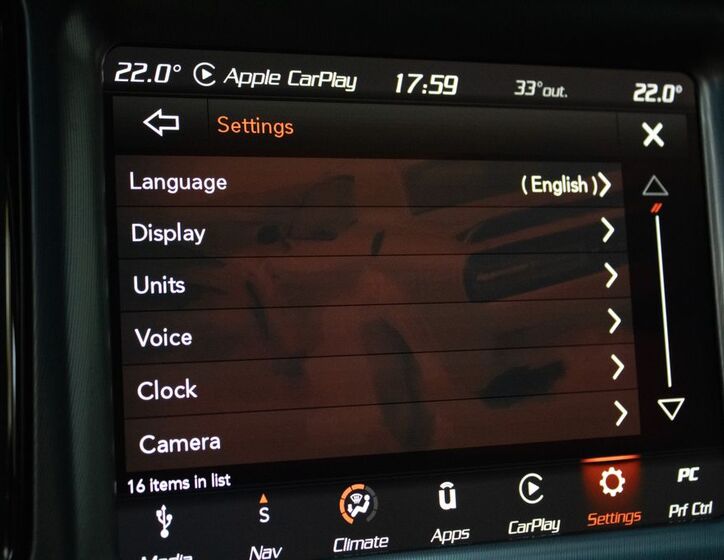 22.0° Apple CarPlay 17:59 33°out. 22.0°
Settings
Language (English)
Display
Units
Voice
Clock
Camera
16 items in list
Media
S
Nav
Climate
û
Apps
CarPlay
Settings
PC
Prf Ctrl